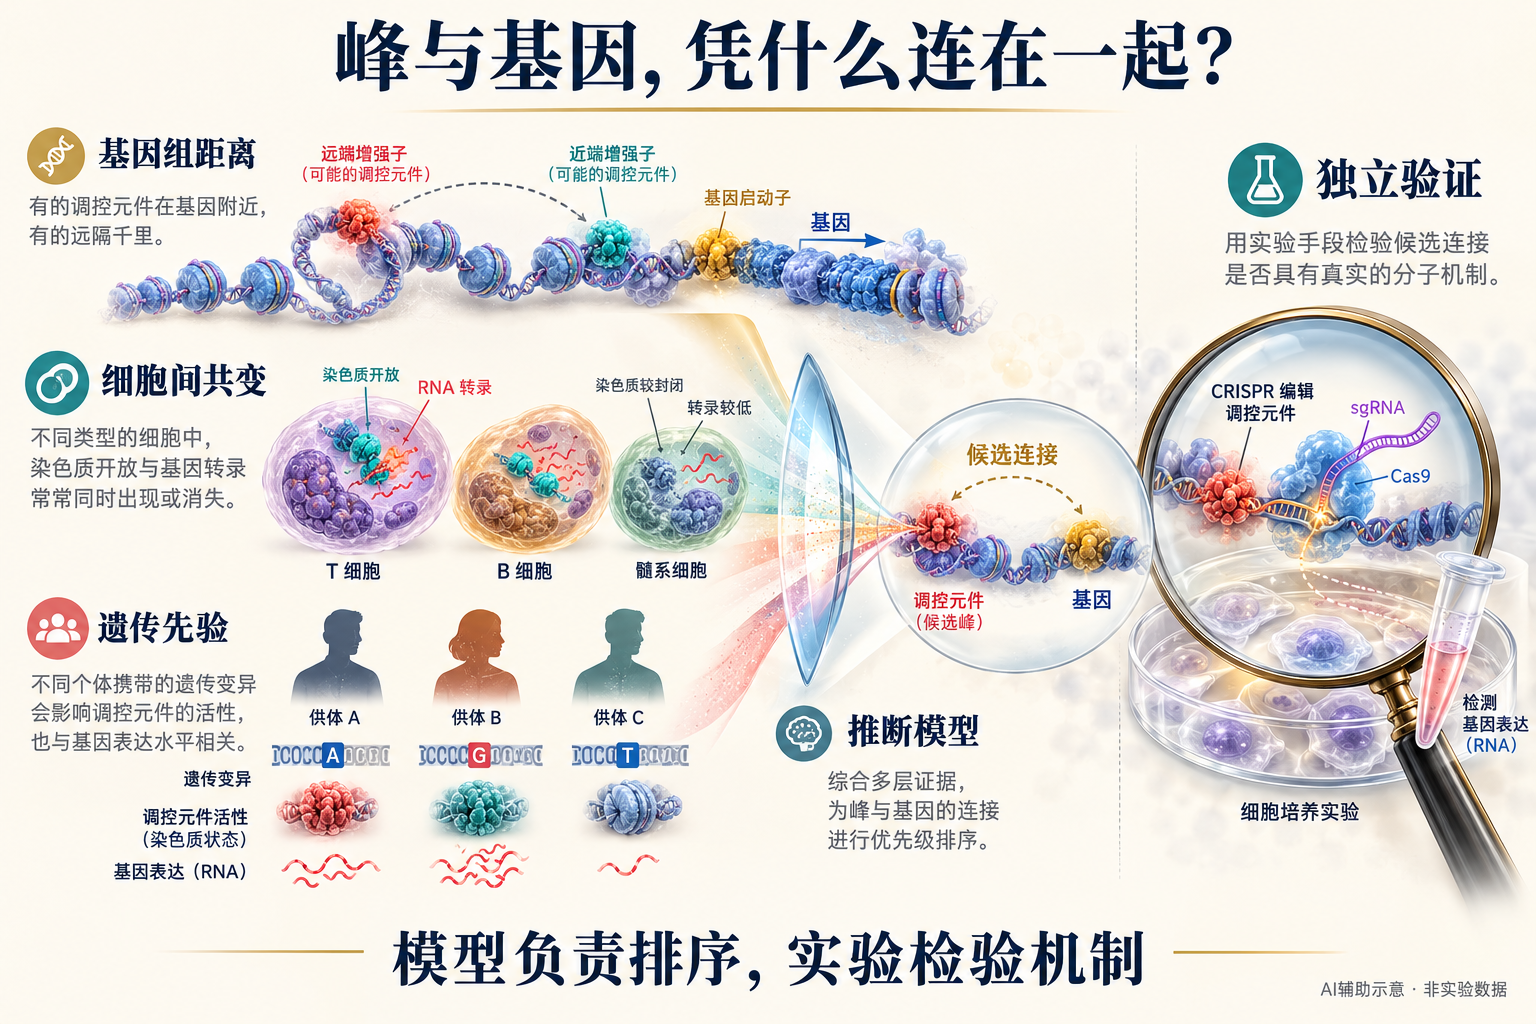 峰与基因，凭什么连在一起？
基因组距离
有的调控元件在基因附近，
有的远隔千里。
远端增强子
（可能的调控元件）
近端增强子
（可能的调控元件）
基因启动子
基因
细胞间共变
不同类型的细胞中，
染色质开放与基因转录
常常同时出现或消失。
染色质开放
RNA 转录
染色质较封闭
转录较低
T 细胞
B 细胞
髓系细胞
遗传先验
不同个体携带的遗传变异
会影响调控元件的活性，
也与基因表达水平相关。
供体 A
供体 B
供体 C
遗传变异
A
G
T
调控元件活性
（染色质状态）
基因表达（RNA）
候选连接
调控元件
（候选峰）
基因
推断模型
综合多层证据，
为峰与基因的连接
进行优先级排序。
独立验证
用实验手段检验候选连接
是否具有真实的分子机制。
CRISPR 编辑
调控元件
sgRNA
Cas9
检测
基因表达
（RNA）
细胞培养实验
模型负责排序，实验检验机制
AI辅助示意 · 非实验数据